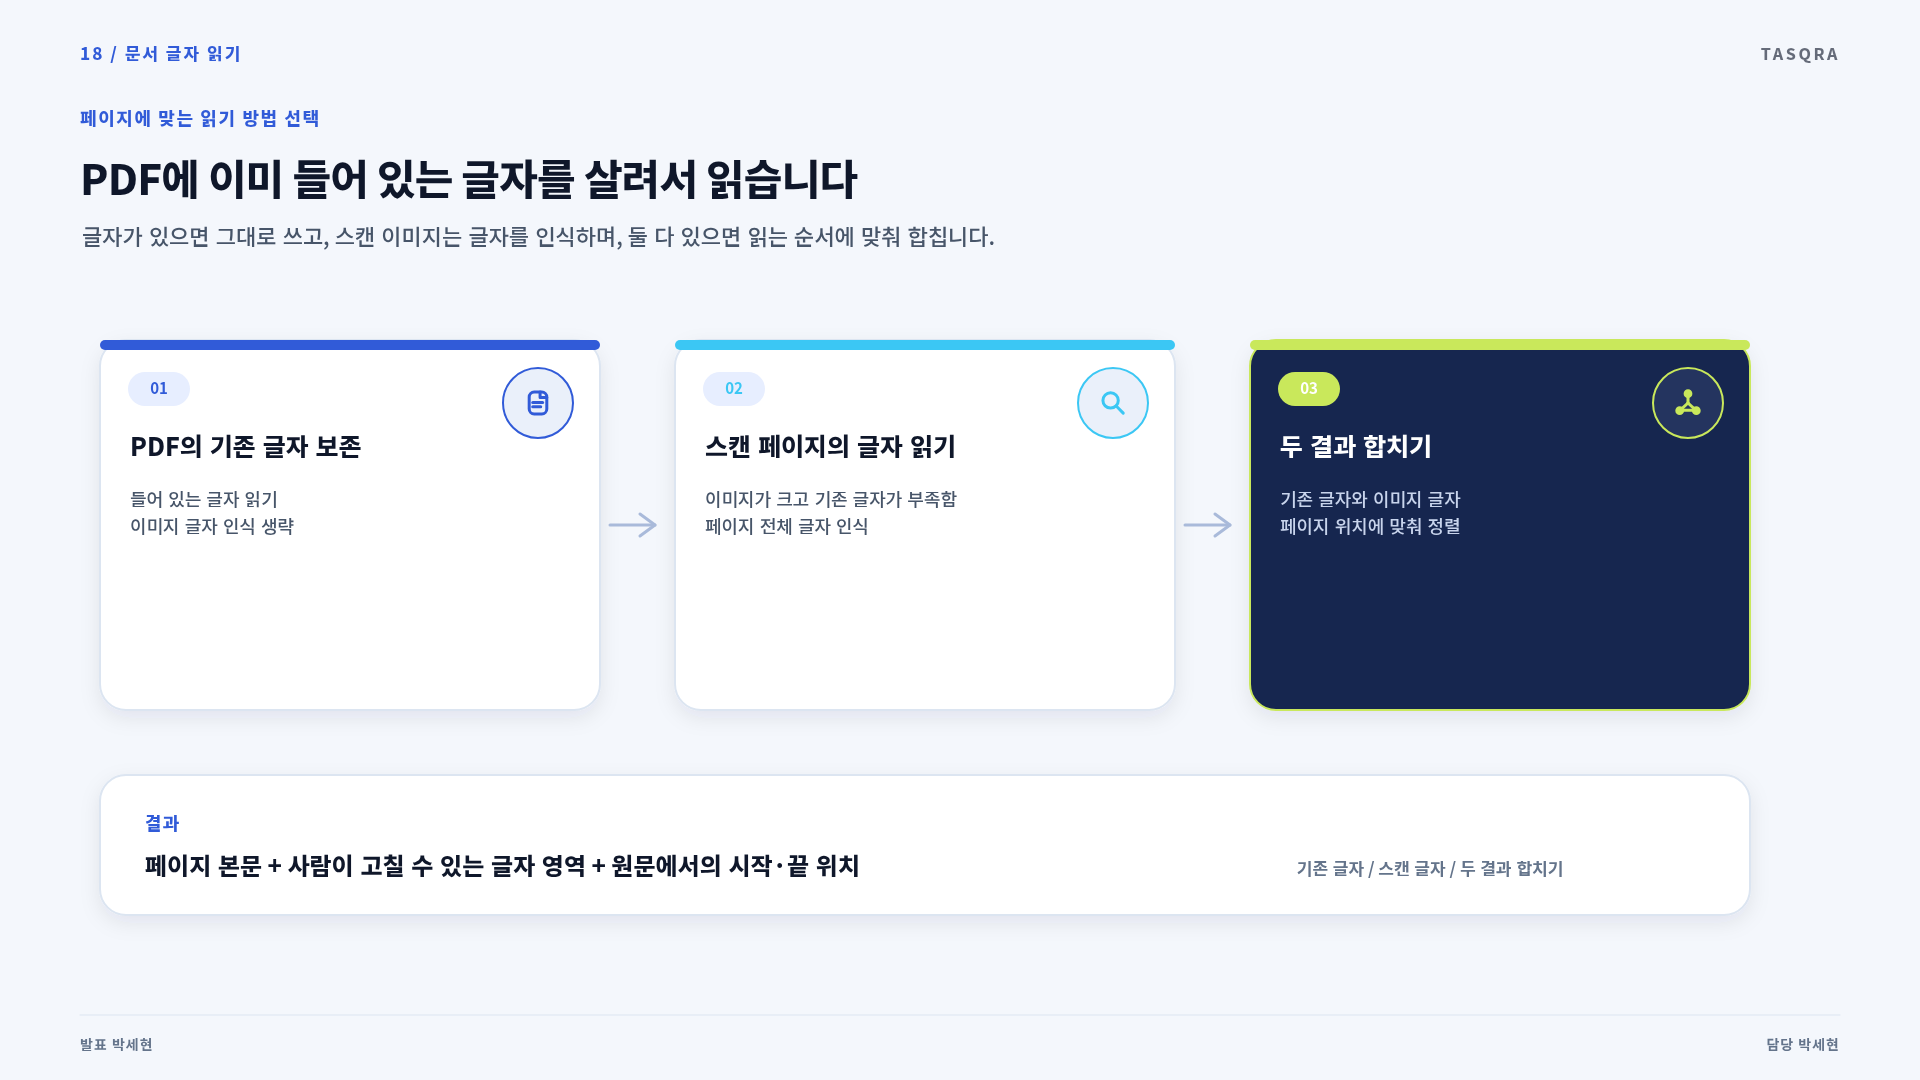 18 / 문서 글자 읽기
TASQRA
페이지에 맞는 읽기 방법 선택
PDF에 이미 들어 있는 글자를 살려서 읽습니다
글자가 있으면 그대로 쓰고, 스캔 이미지는 글자를 인식하며, 둘 다 있으면 읽는 순서에 맞춰 합칩니다.
01
PDF의 기존 글자 보존
들어 있는 글자 읽기
이미지 글자 인식 생략
02
스캔 페이지의 글자 읽기
이미지가 크고 기존 글자가 부족함
페이지 전체 글자 인식
03
두 결과 합치기
기존 글자와 이미지 글자
페이지 위치에 맞춰 정렬
결과
페이지 본문 + 사람이 고칠 수 있는 글자 영역 + 원문에서의 시작·끝 위치
기존 글자 / 스캔 글자 / 두 결과 합치기
발표 박세현
담당 박세현